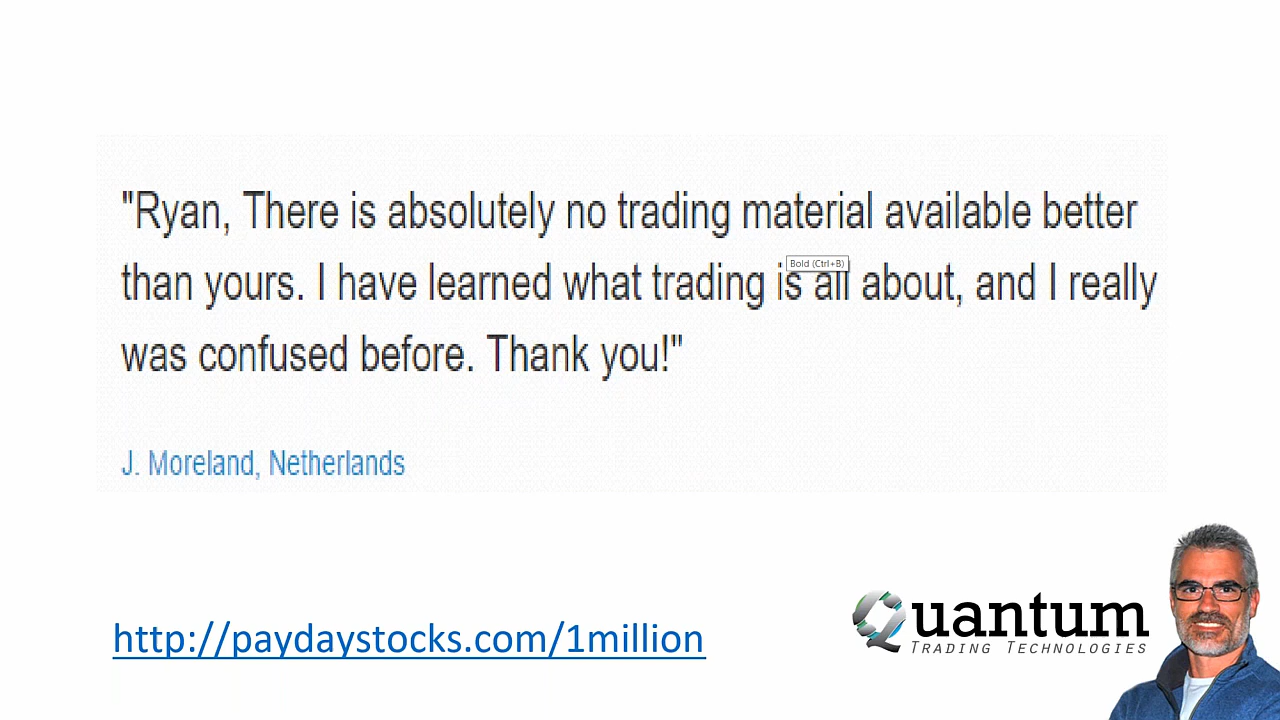 "Ryan, There is absolutely no trading material available better
than yours. I have learned what trading is all about, and I really
Bold (Ctrl+B)
was confused before. Thank you!"
J. Moreland, Netherlands
http://paydaystocks.com/1million
Quantum
TRADING TECHNOLOGIES